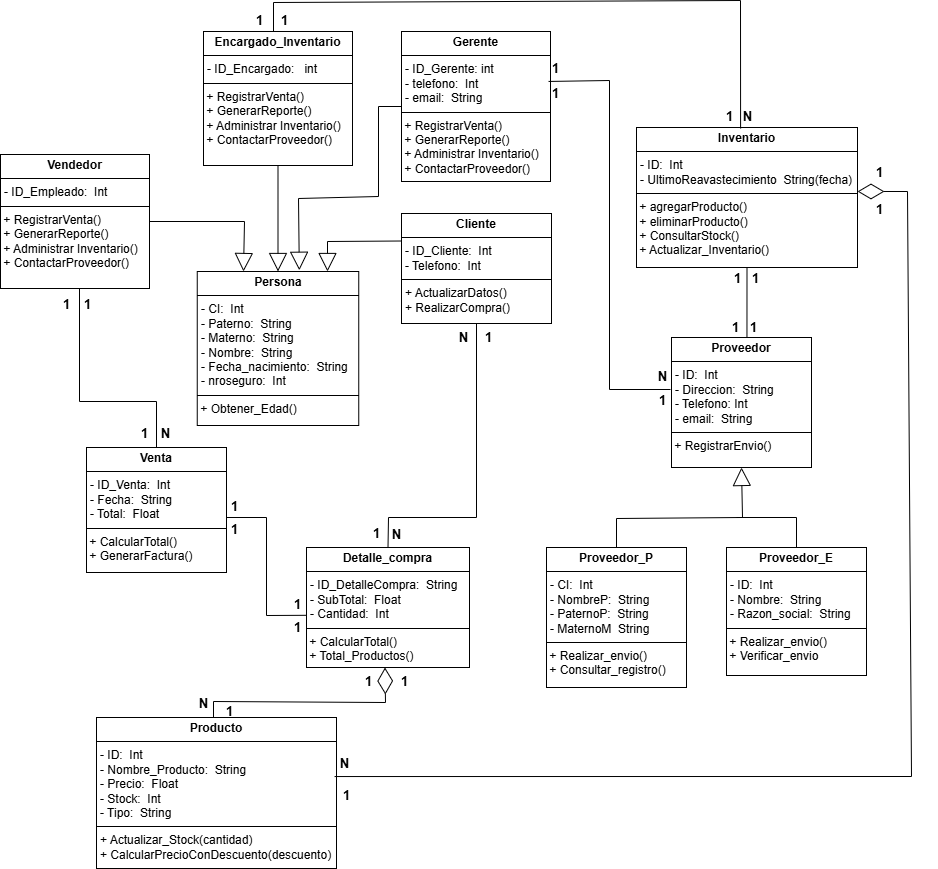 1
1
Encargado_Inventario
- ID_Encargado: int
+ RegistrarVenta()
+ GenerarReporte()
+ Administrar Inventario()
+ ContactarProveedor()
Gerente
- ID_Gerente: int
- telefono: Int
- email: String
+ RegistrarVenta()
+ GenerarReporte()
+ Administrar Inventario()
+ ContactarProveedor()
1
1
1
N
Inventario
- ID: Int
- UltimoReavastecimiento String(fecha)
+ agregarProducto()
+ eliminarProducto()
+ ConsultarStock()
+ Actualizar_Inventario()
1
1
1
1
Vendedor
- ID_Empleado: Int
+ RegistrarVenta()
+ GenerarReporte()
+ Administrar Inventario()
+ ContactarProveedor()
1
1
Cliente
- ID_Cliente: Int
- Telefono: Int
+ ActualizarDatos()
+ RealizarCompra()
N
1
Persona
- CI: Int
- Paterno: String
- Materno: String
- Nombre: String
- Fecha_nacimiento: String
- nroseguro: Int
+ Obtener_Edad()
1
1
N
1
Proveedor
- ID: Int
- Direccion: String
- Telefono: Int
- email: String
+ RegistrarEnvio()
1
N
Venta
- ID_Venta: Int
- Fecha: String
- Total: Float
+ CalcularTotal()
+ GenerarFactura()
1
1
1
N
1
1
Detalle_compra
- ID_DetalleCompra: String
- SubTotal: Float
- Cantidad: Int
+ CalcularTotal()
+ Total_Productos()
1
1
Proveedor_P
- CI: Int
- NombreP: String
- PaternoP: String
- MaternoM String
+ Realizar_envio()
+ Consultar_registro()
Proveedor_E
- ID: Int
- Nombre: String
- Razon_social: String
+ Realizar_envio()
+ Verificar_envio
N
1
Producto
- ID: Int
- Nombre_Producto: String
- Precio: Float
- Stock: Int
- Tipo: String
+ Actualizar_Stock(cantidad)
+ CalcularPrecioConDescuento(descuento)
N
1